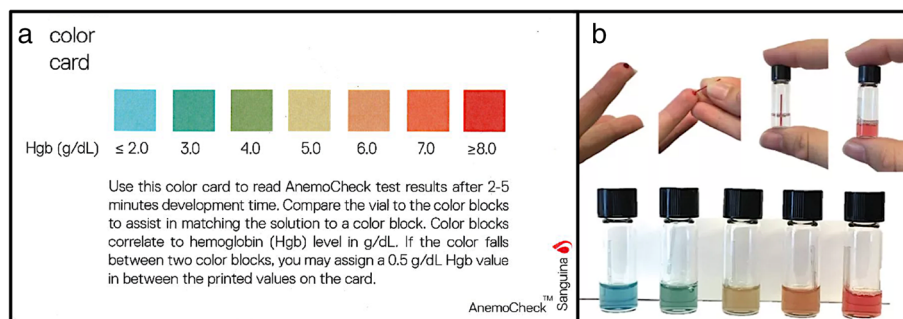 a
color
card
Hgb (g/dL) ≤ 2.0 3.0 4.0 5.0 6.0 7.0 ≥8.0
Use this color card to read AnemoCheck test results after 2-5
minutes development time. Compare the vial to the color blocks
to assist in matching the solution to a color block. Color blocks
correlate to hemoglobin (Hgb) level in g/dL. If the color falls
between two color blocks, you may assign a 0.5 g/dL Hgb value
in between the printed values on the card.
AnemoCheck™
Sanguina
b